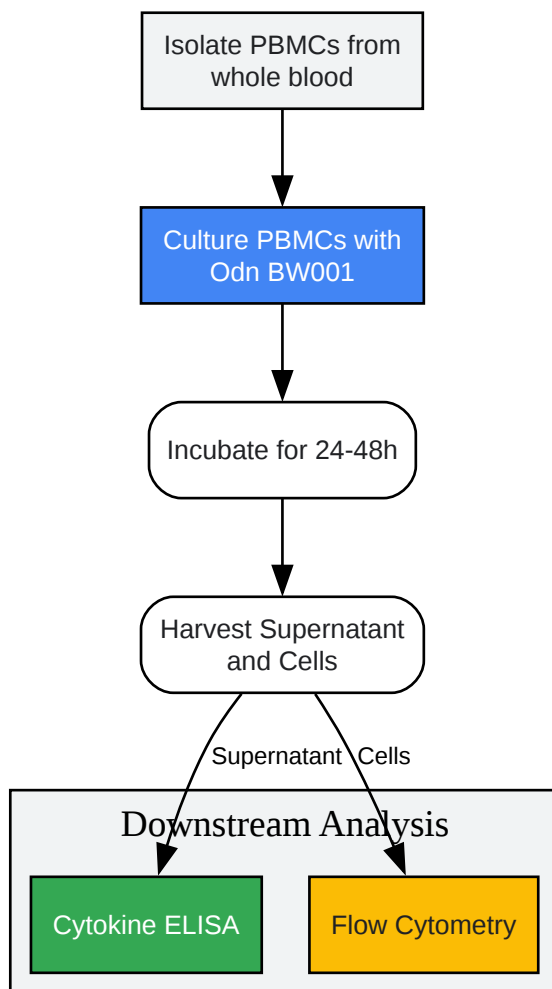 Isolate PBMCs from
whole blood
Culture PBMCs with
Odn BW001
Incubate for 24-48h
Harvest Supernatant
and Cells
Supernatant
Cells
Downstream Analysis
Cytokine ELISA
Flow Cytometry